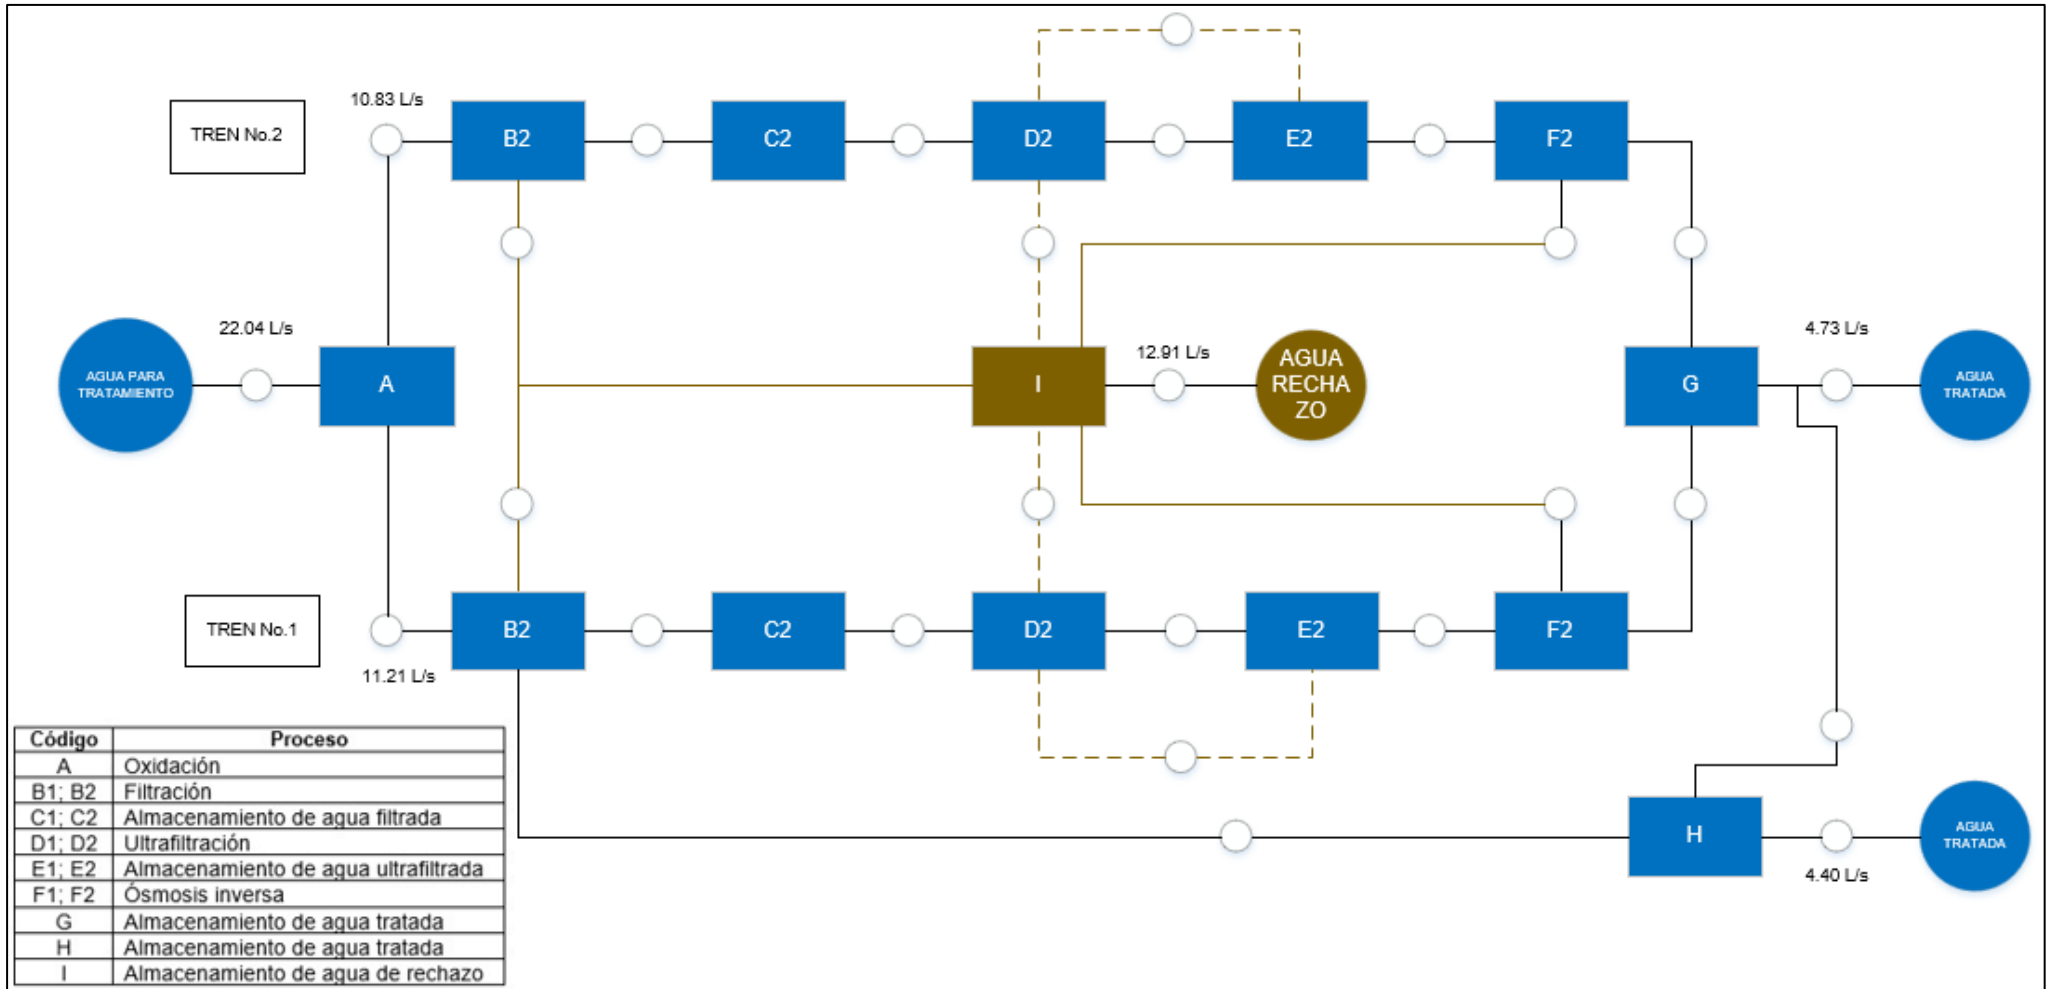 10.83 L/s
TREN No.2
B2
C2
D2
E2
F2
22.04 L/s
12.91 L/s
4.73 L/s
AGUA PARA
TRATAMIENTO
A
I
AGUA
RECHA
ZO
G
AGUA
TRATADA
TREN No.1
B2
C2
D2
E2
F2
11.21 L/s
Código Proceso
A Oxidación
B1; B2 Filtración
C1; C2 Almacenamiento de agua filtrada
D1; D2 Ultrafiltración
E1; E2 Almacenamiento de agua ultrafiltrada
F1; F2 Ósmosis inversa
G Almacenamiento de agua tratada
H Almacenamiento de agua tratada
I Almacenamiento de agua de rechazo
H
AGUA
TRATADA
4.40 L/s